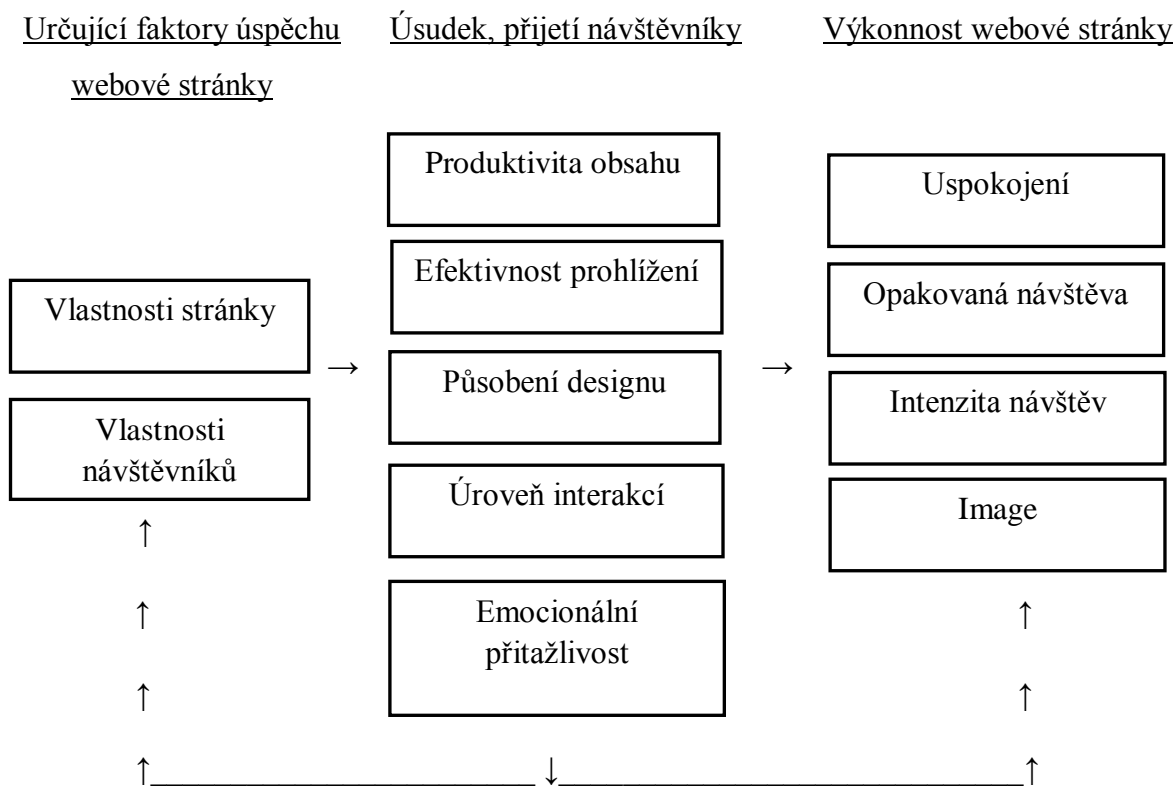 Určující faktory úspěchu
webové stránky
Úsudek, přijetí návštěvníky
Výkonnost webové stránky
Vlastnosti stránky
Vlastnosti
návštěvníků
↑
↑
↑
↑
→
Produktivita obsahu
Efektivnost prohlížení
Působení designu
Úroveň interakcí
Emocionální
přitažlivost
↓
→
Uspokojení
Opakovaná návštěva
Intenzita návštěv
Image
↑
↑
↑